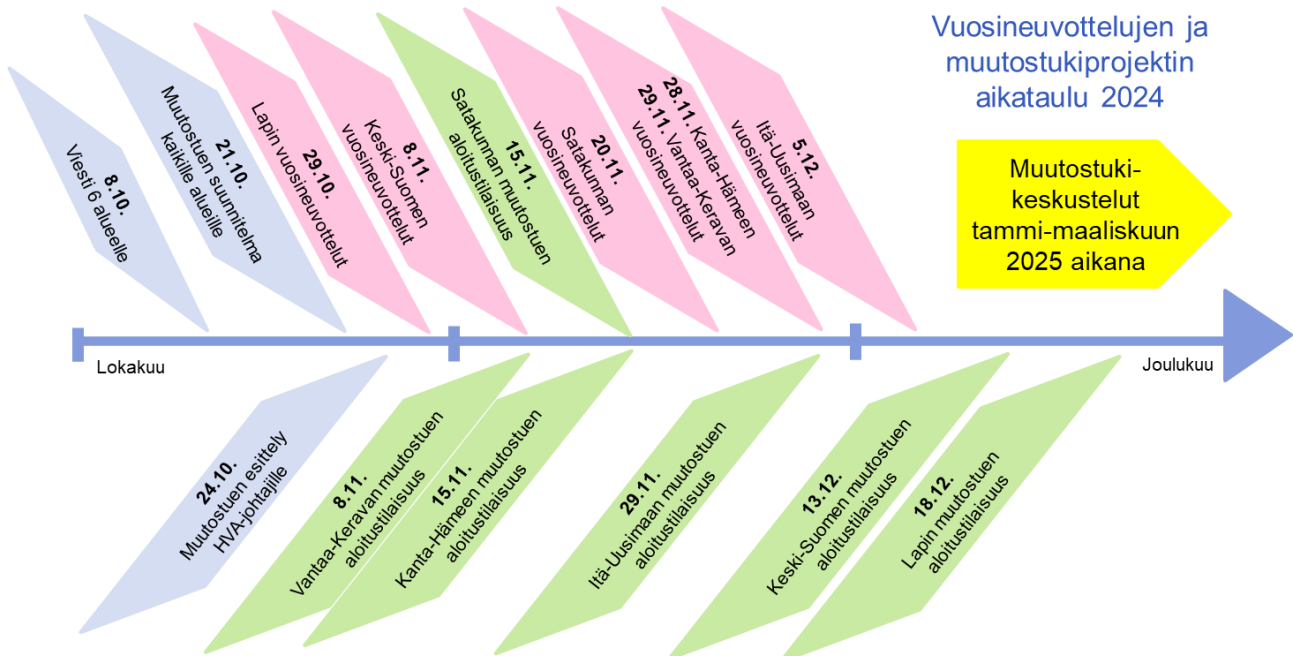 Vuosineuvottelujen ja
muutostukiprojektin
aikataulu 2024
8.10.
Viesti 6 alueelle
21.10.
Muutostuen suunnitelma
kaikille alueille
29.10.
Lapin vuosineuvottelut
8.11.
Keski-Suomen
vuosineuvottelut
15.11.
Satakunnan muutostuen
aloitustilaisuus
20.11.
Satakunnan
vuosineuvottelut
28.11. Kanta-Hämeen
29.11. Vantaa-Keravan
vuosineuvottelut
5.12.
Itä-Uusimaan
vuosineuvottelut
Muutostuki-
keskustelut
tammi-maaliskuun
2025 aikana
Lokakuu
Joulukuu
24.10.
Muutostuen esittely
HVA-johtajille
8.11.
Vantaa-Keravan muutostuen
aloitustilaisuus
15.11.
Kanta-Hämeen muutostuen
aloitustilaisuus
29.11.
Itä-Uusimaan muutostuen
aloitustilaisuus
13.12.
Keski-Suomen muutostuen
aloitustilaisuus
18.12.
Lapin muutostuen
aloitustilaisuus